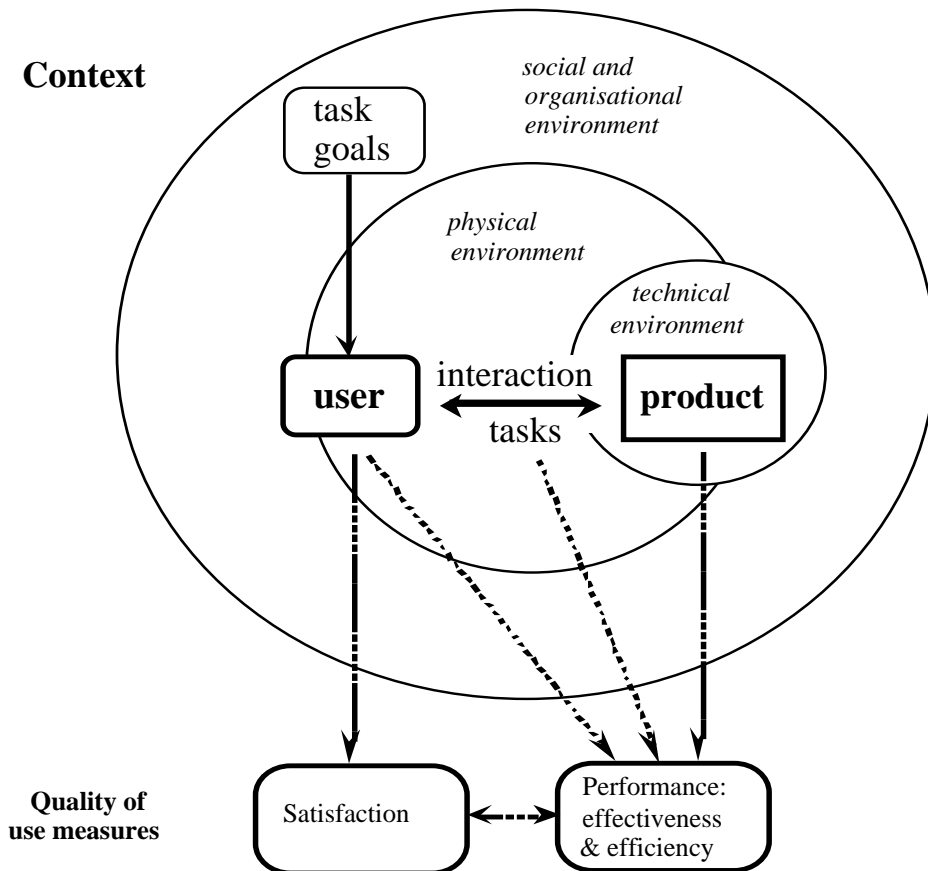 Context
social and
organisational
environment
task
goals
physical
environment
technical
environment
user
interaction
tasks
product
Quality of
use measures
Satisfaction
Performance:
effectiveness
& efficiency